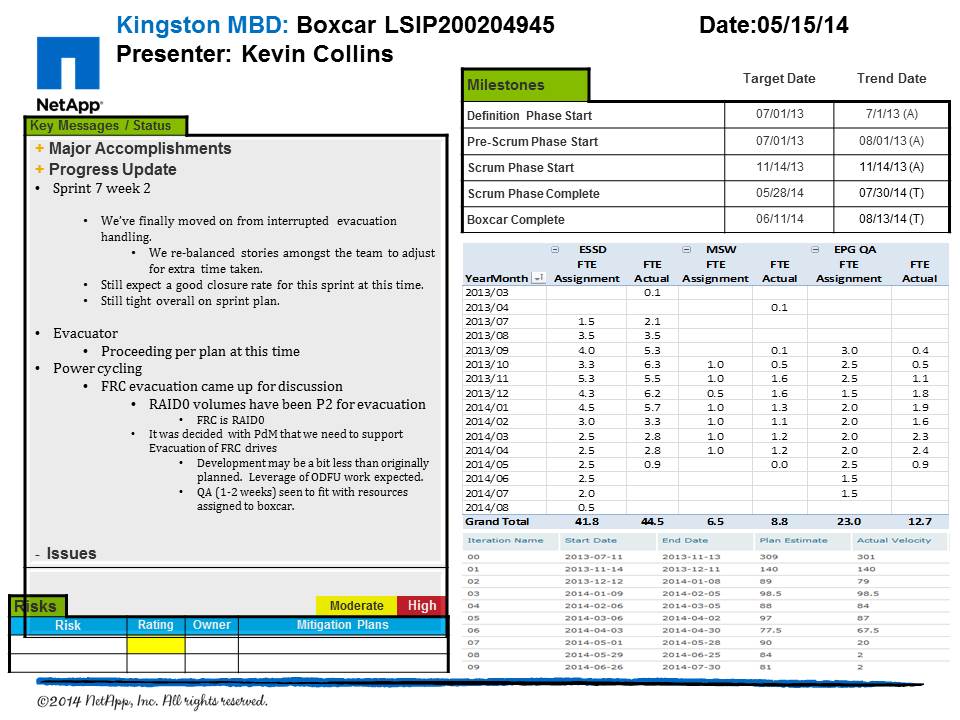 Kingston MBD: Boxcar LSIP200204945 Date:05/15/14
Presenter: Kevin Collins
NetApp
Key Messages / Status
+ Major Accomplishments
+ Progress Update
• Sprint 7 week 2
• We've finally moved on from interrupted evacuation
handling.
• We re-balanced stories amongst the team to adjust
for extra time taken.
• Still expect a good closure rate for this sprint at this time.
• Still tight overall on sprint plan.
• Evacuator
• Proceeding per plan at this time
• Power cycling
• FRC evacuation came up for discussion
• RAID0 volumes have been P2 for evacuation
• FRC is RAID0
• It was decided with PdM that we need to support
Evacuation of FRC drives
• Development may be a bit less than originally
planned. Leverage of ODFU work expected.
• QA (1-2 weeks) seen to fit with resources
assigned to boxcar.
- Issues
Risks Moderate High
Risk Rating Owner Mitigation Plans
Milestones Target Date Trend Date
Definition Phase Start 07/01/13 7/1/13 (A)
Pre-Scrum Phase Start 07/01/13 08/01/13 (A)
Scrum Phase Start 11/14/13 11/14/13 (A)
Scrum Phase Complete 05/28/14 07/30/14 (T)
Boxcar Complete 06/11/14 08/13/14 (T)
ESSD MSW EPG QA
FTE FTE FTE FTE FTE FTE
YearMonth Assignment Actual Assignment Actual Assignment Actual
2013/03 0.1
2013/04 0.1
2013/07 1.5 2.1
2013/08 3.5 3.5
2013/09 4.0 5.3 0.1 3.0 0.4
2013/10 3.3 6.3 1.0 0.5 2.5 0.5
2013/11 5.3 5.5 1.0 1.6 2.5 1.1
2013/12 4.3 6.2 0.5 1.6 1.5 1.8
2014/01 4.5 5.7 1.0 1.3 2.0 1.9
2014/02 3.0 3.3 1.0 1.1 2.0 1.6
2014/03 2.5 2.8 1.0 1.2 2.0 2.3
2014/04 2.5 2.8 1.0 1.2 2.0 2.4
2014/05 2.5 0.9 0.0 2.5 0.9
2014/06 2.5 1.5
2014/07 2.0 1.5
2014/08 0.5
Grand Total 41.8 44.5 6.5 8.8 23.0 12.7
Iteration Name Start Date End Date Plan Estimate Actual Velocity
00 2013-07-11 2013-11-13 309 301
01 2013-11-14 2013-12-11 140 140
02 2013-12-12 2014-01-08 89 79
03 2014-01-09 2014-02-05 98.5 98.5
04 2014-02-06 2014-03-05 88 84
05 2014-03-06 2014-04-02 97 87
06 2014-04-03 2014-04-30 77.5 67.5
07 2014-05-01 2014-05-28 90 20
08 2014-05-29 2014-06-25 84 2
09 2014-06-26 2014-07-30 81 2
©2014 NetApp, Inc. All rights reserved.